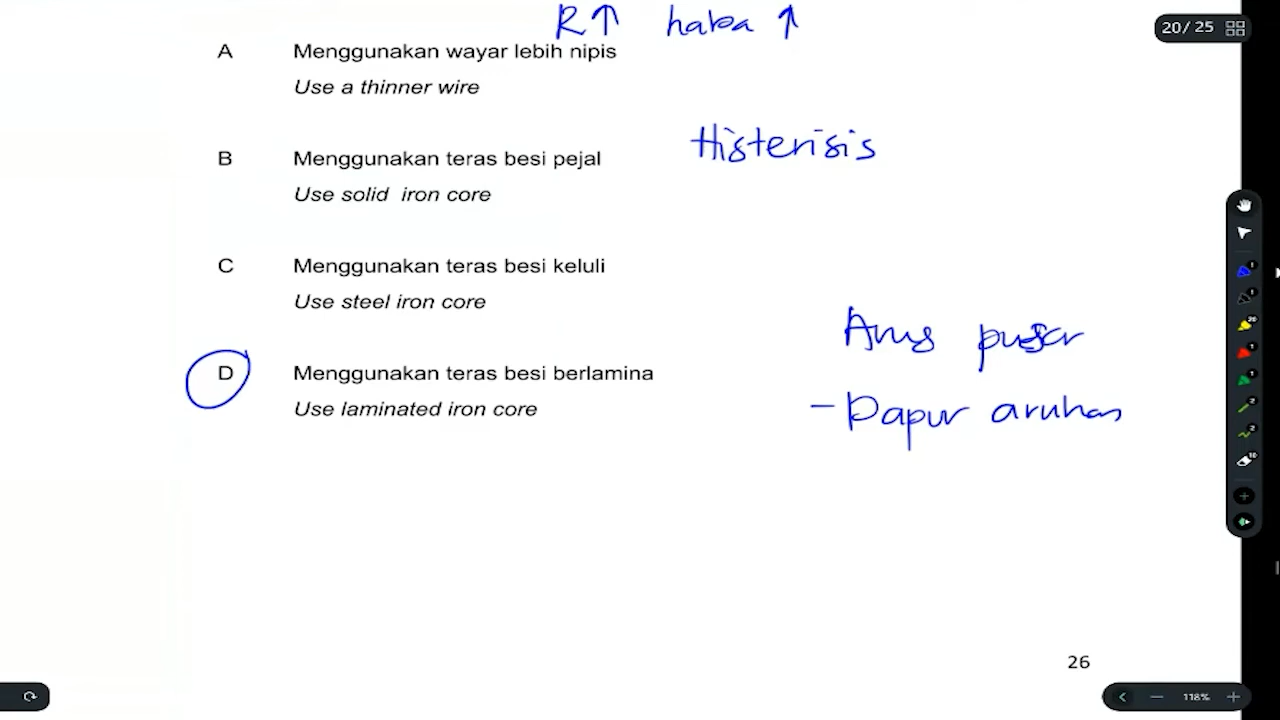 R↑ haba ↑
20/25
A Menggunakan wayar lebih nipis
Use a thinner wire
Histerisis
B Menggunakan teras besi pejal
Use solid iron core
C Menggunakan teras besi keluli
Use steel iron core
Arus pusar
D Menggunakan teras besi berlamina
Use laminated iron core
- Dapur aruhan
26
118%